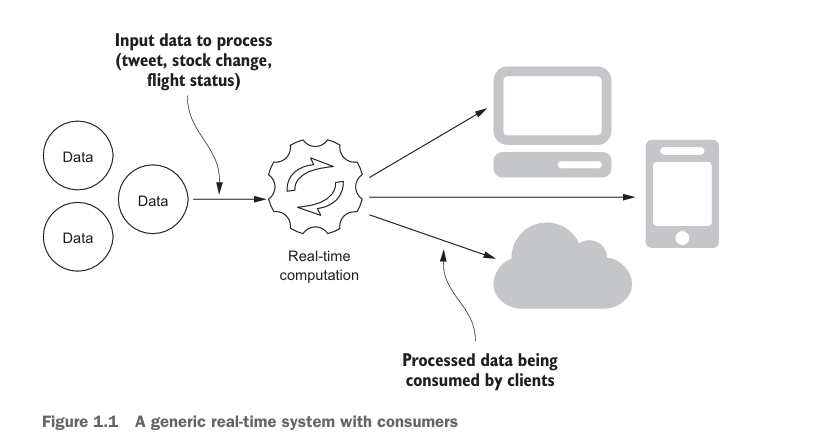 Input data to process
(tweet, stock change,
flight status)
Data
Data
Data
Real-time
computation
Processed data being
consumed by clients
Figure 1.1 A generic real-time system with consumers